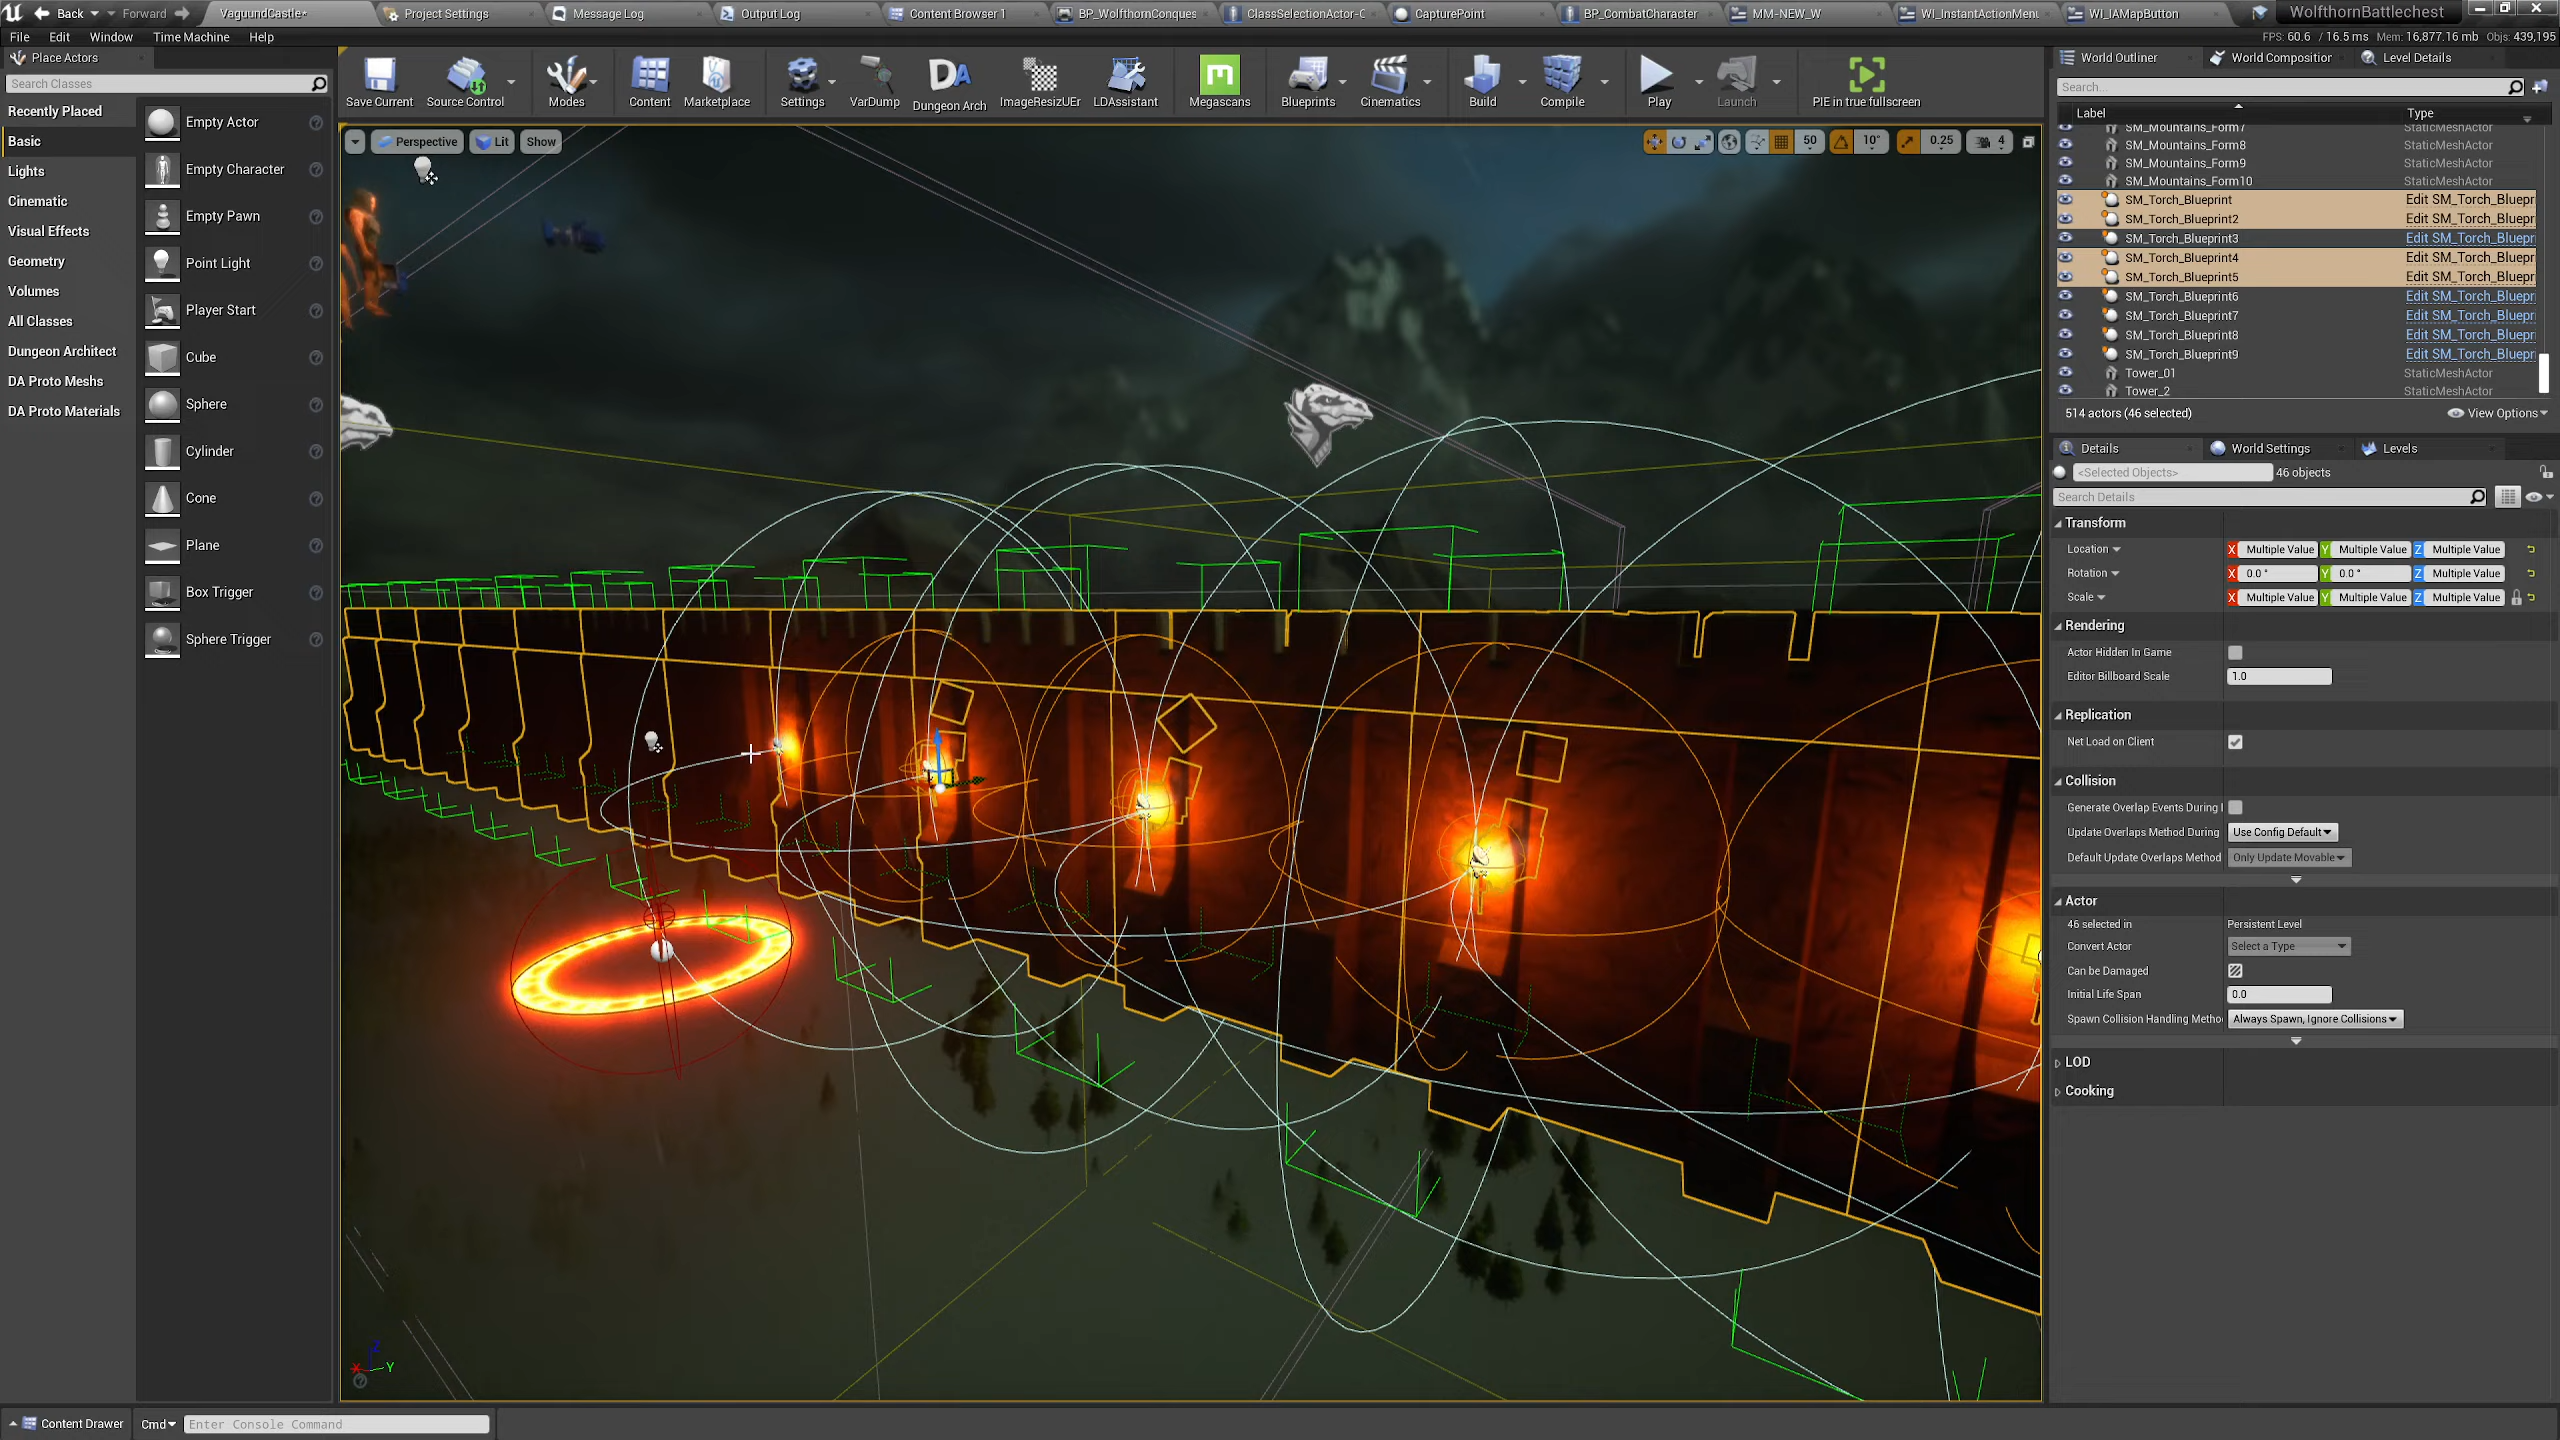 Back Forward VaguundCastle* Project Settings Message Log Output Log Content Browser 1 BP_WolfthornConques ClassSelectionActor-C CapturePoint BP_CombatCharacter MM-NEW_W WI_InstantActionMenu WI_IAMapButton WolfthornBattlechest
File Edit Window Time Machine Help
FPS: 60.6 / 16.5 ms Mem: 16,877.16 mb Objs: 439,195
Place Actors
Search Classes
Recently Placed
Basic
Lights
Cinematic
Visual Effects
Geometry
Volumes
All Classes
Dungeon Architect
DA Proto Meshs
DA Proto Materials
Empty Actor
Empty Character
Empty Pawn
Point Light
Player Start
Cube
Sphere
Cylinder
Cone
Plane
Box Trigger
Sphere Trigger
Save Current Source Control Modes Content Marketplace Settings VarDump Dungeon Arch ImageResizUEr LDAssistant Megascans Blueprints Cinematics Build Compile Play Launch PIE in true fullscreen
Perspective Lit Show
50 10° 0.25 4
World Outliner World Composition Level Details
Search...
Label Type
SM_Mountains_Form7 StaticMeshActor
SM_Mountains_Form8 StaticMeshActor
SM_Mountains_Form9 StaticMeshActor
SM_Mountains_Form10 StaticMeshActor
SM_Torch_Blueprint Edit SM_Torch_Bluepr
SM_Torch_Blueprint2 Edit SM_Torch_Bluepr
SM_Torch_Blueprint3 Edit SM_Torch_Bluepr
SM_Torch_Blueprint4 Edit SM_Torch_Bluepr
SM_Torch_Blueprint5 Edit SM_Torch_Bluepr
SM_Torch_Blueprint6 Edit SM_Torch_Bluepr
SM_Torch_Blueprint7 Edit SM_Torch_Bluepr
SM_Torch_Blueprint8 Edit SM_Torch_Bluepr
SM_Torch_Blueprint9 Edit SM_Torch_Bluepr
Tower_01 StaticMeshActor
Tower_2 StaticMeshActor
514 actors (46 selected) View Options
Details World Settings Levels
<Selected Objects> 46 objects
Search Details
Transform
Location X Multiple Value Y Multiple Value Z Multiple Value
Rotation X 0.0 ° Y 0.0 ° Z Multiple Value
Scale X Multiple Value Y Multiple Value Z Multiple Value
Rendering
Actor Hidden In Game
Editor Billboard Scale 1.0
Replication
Net Load on Client
Collision
Generate Overlap Events During
Update Overlaps Method During Use Config Default
Default Update Overlaps Method Only Update Movable
Actor
46 selected in Persistent Level
Convert Actor Select a Type
Can be Damaged
Initial Life Span 0.0
Spawn Collision Handling Metho Always Spawn, Ignore Collisions
LOD
Cooking
Z
X Y
Content Drawer Cmd Enter Console Command